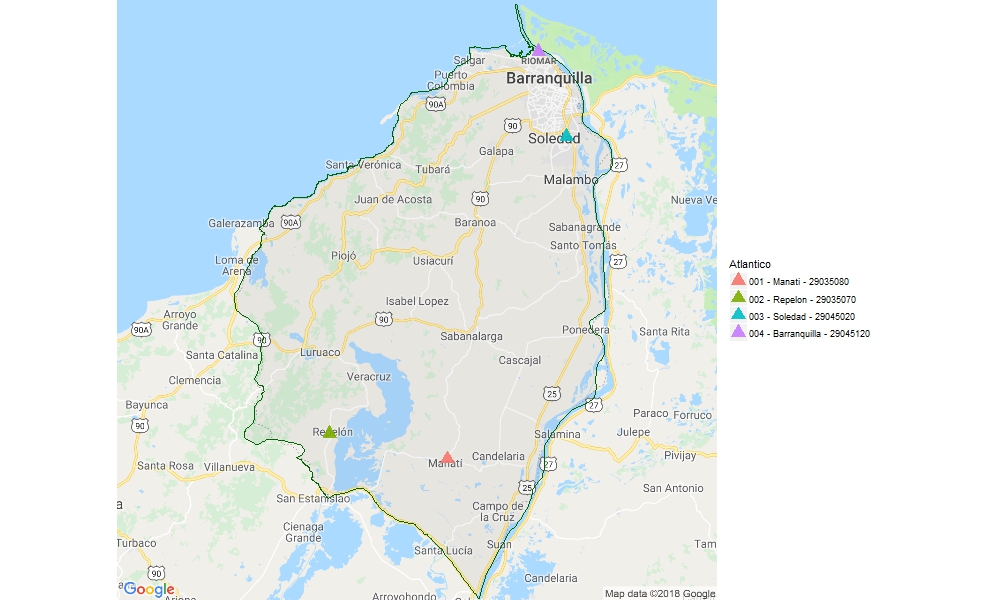 Salgar
RIOMAR
Puerto
Colombia
Barranquilla
90A
90
Soledad
Galapa
27
Santa Verónica
Tubará
Malambo
Juan de Acosta
90
Nueva Ve
Galerazamba
90A
Baranoa
Sabanagrande
Santo Tomás
Piojó
Usiacurí
Loma de
Arena
27
Isabel Lopez
Arroyo
Grande
90A
90
Sabanalarga
Ponedera
Santa Rita
90
Luruaco
Santa Catalina
Cascajal
Clemencia
Veracruz
25
Bayunca
27
Paraco
Forruco
90
Repelón
Salamina
Julepe
Pivijay
Santa Rosa
Villanueva
Manatí
Candelaria
27
25
San Antonio
San Estanislao
Campo de
la Cruz
a
Cienaga
Grande
Turbaco
Santa Lucía
Suan
Tam
90
Candelaria
Google
Arroyohondo
Map data ©2018 Google
Atlantico
001 - Manati - 29035080
002 - Repelon - 29035070
003 - Soledad - 29045020
004 - Barranquilla - 29045120